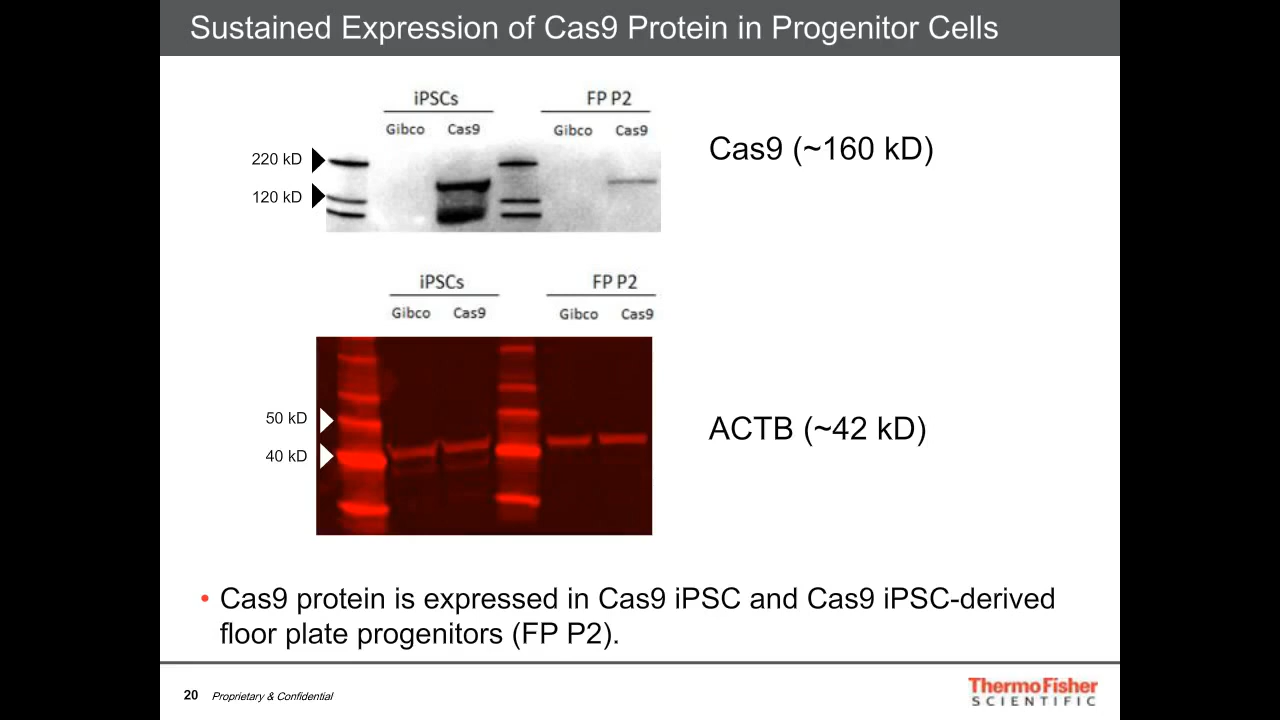 Sustained Expression of Cas9 Protein in Progenitor Cells
iPSCs FP P2
Gibco Cas9 Gibco Cas9
220 kD
120 kD
Cas9 (~160 kD)
iPSCs FP P2
Gibco Cas9 Gibco Cas9
50 kD
40 kD
ACTB (~42 kD)
• Cas9 protein is expressed in Cas9 iPSC and Cas9 iPSC-derived
floor plate progenitors (FP P2).
20 Proprietary & Confidential
ThermoFisher
SCIENTIFIC